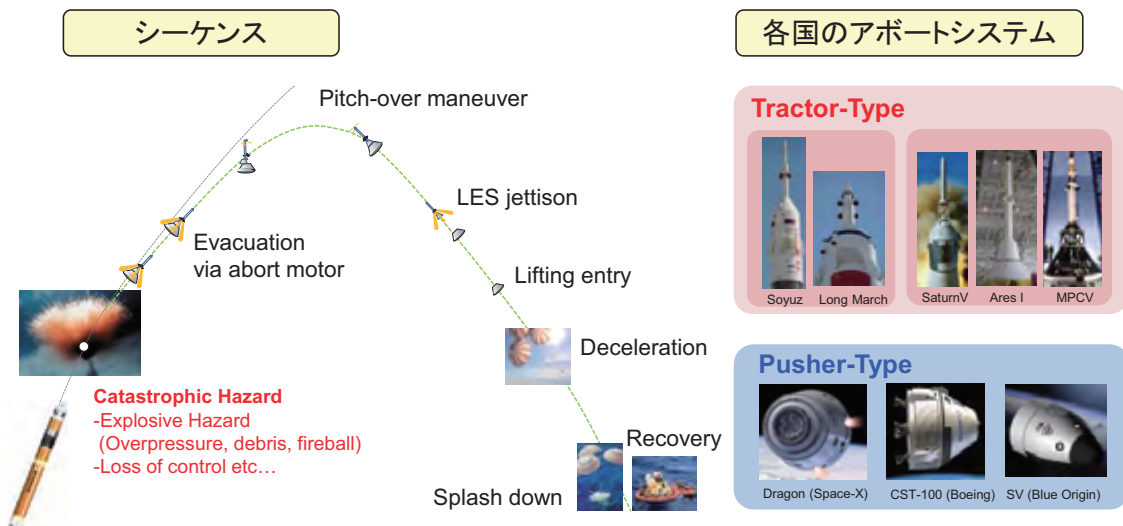 シーケンス
Pitch-over maneuver
LES jettison
Evacuation
via abort motor
Lifting entry
Deceleration
Catastrophic Hazard
-Explosive Hazard
(Overpressure, debris, fireball)
-Loss of control etc…
Recovery
Splash down
各国のアボートシステム
Tractor-Type
Soyuz
Long March
SaturnV
Ares I
MPCV
Pusher-Type
Dragon (Space-X)
CST-100 (Boeing)
SV (Blue Origin)